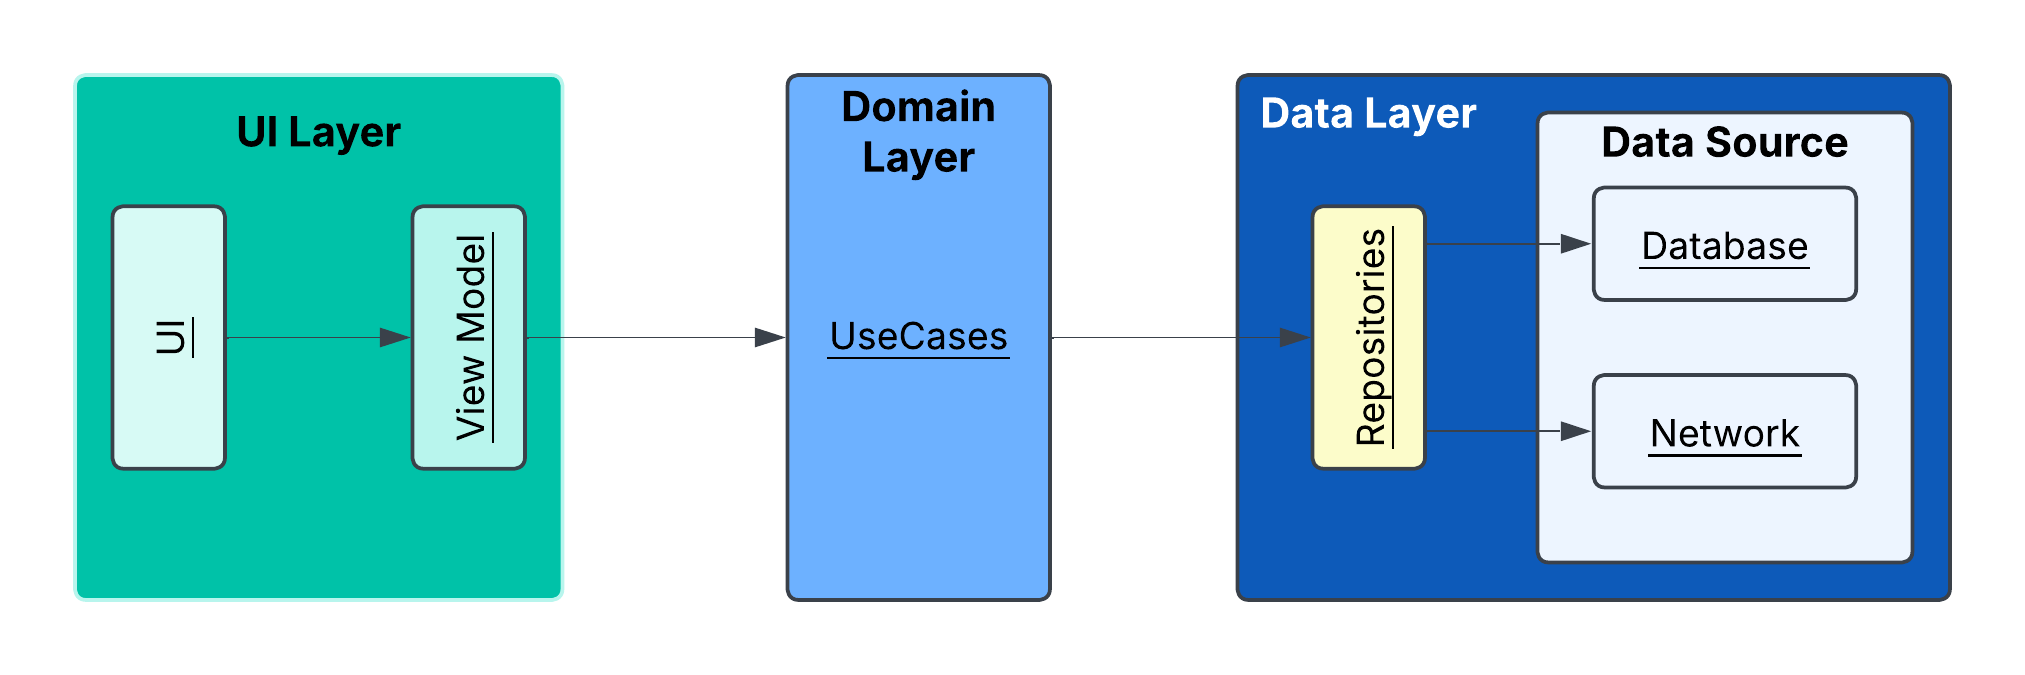 UI Layer
UI
View Model
Domain
Layer
UseCases
Data Layer
Repositories
Data Source
Database
Network